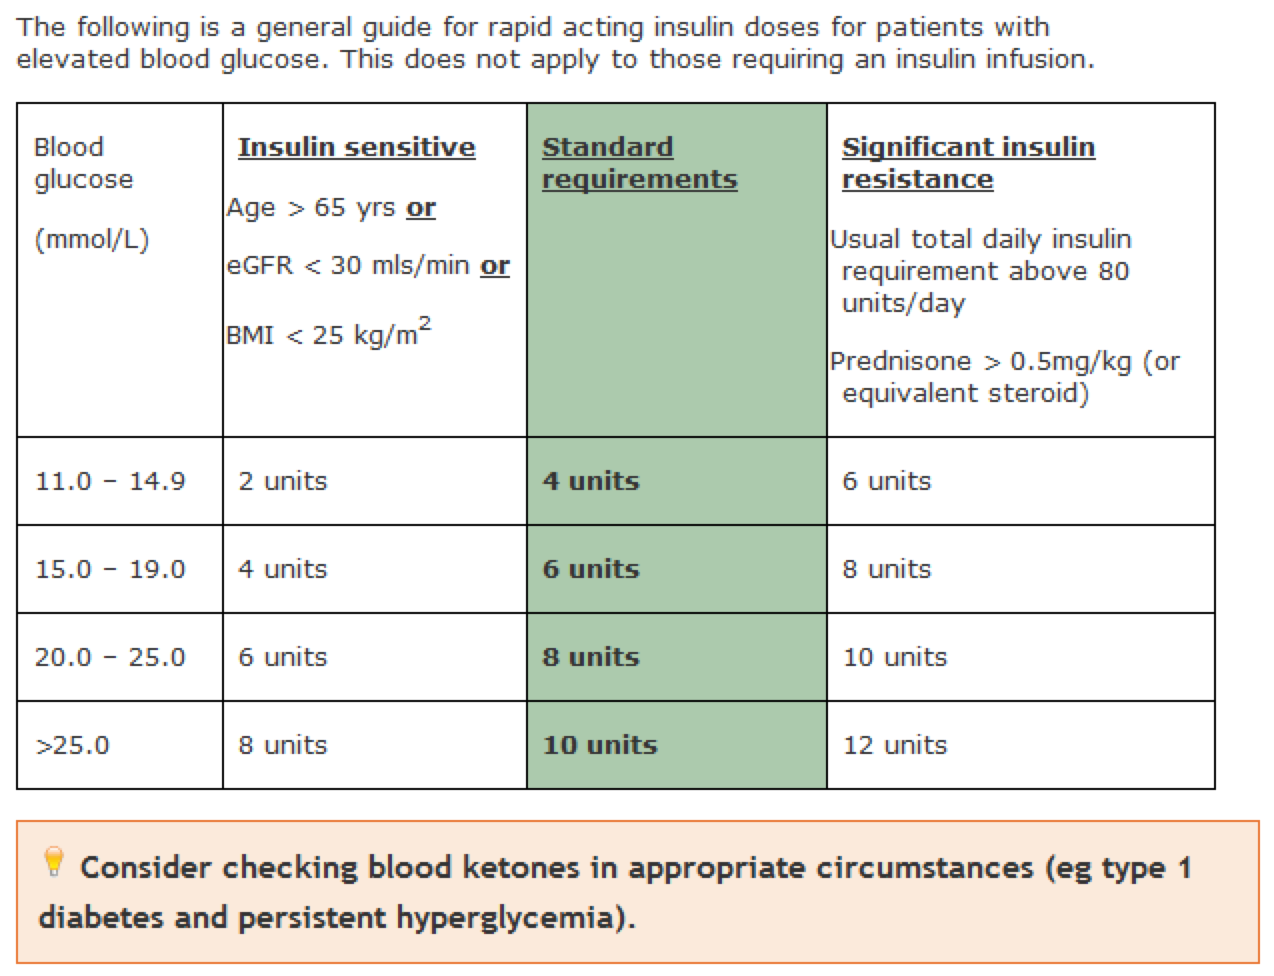 The following is a general guide for rapid acting insulin doses for patients with
elevated blood glucose. This does not apply to those requiring an insulin infusion.
Blood
glucose
(mmol/L)
Insulin sensitive
Age > 65 yrs or
eGFR < 30 mls/min or
BMI < 25 kg/m²
Standard
requirements
Significant insulin
resistance
Usual total daily insulin
requirement above 80
units/day
Prednisone > 0.5mg/kg (or
equivalent steroid)
11.0 – 14.9 2 units 4 units 6 units
15.0 – 19.0 4 units 6 units 8 units
20.0 – 25.0 6 units 8 units 10 units
>25.0 8 units 10 units 12 units
Consider checking blood ketones in appropriate circumstances (eg type 1
diabetes and persistent hyperglycemia).